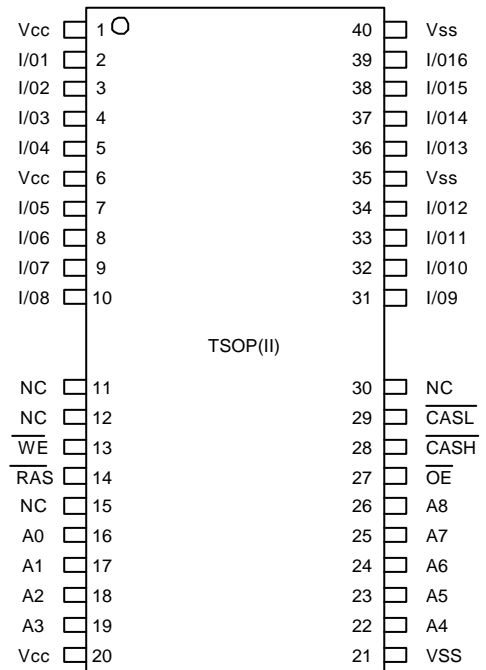 Vcc 1 40 Vss
I/01 2 39 I/016
I/02 3 38 I/015
I/03 4 37 I/014
I/04 5 36 I/013
Vcc 6 35 Vss
I/05 7 34 I/012
I/06 8 33 I/011
I/07 9 32 I/010
I/08 10 31 I/09
TSOP(II)
NC 11 30 NC
NC 12 29 CASL
WE 13 28 CASH
RAS 14 27 OE
NC 15 26 A8
A0 16 25 A7
A1 17 24 A6
A2 18 23 A5
A3 19 22 A4
Vcc 20 21 VSS